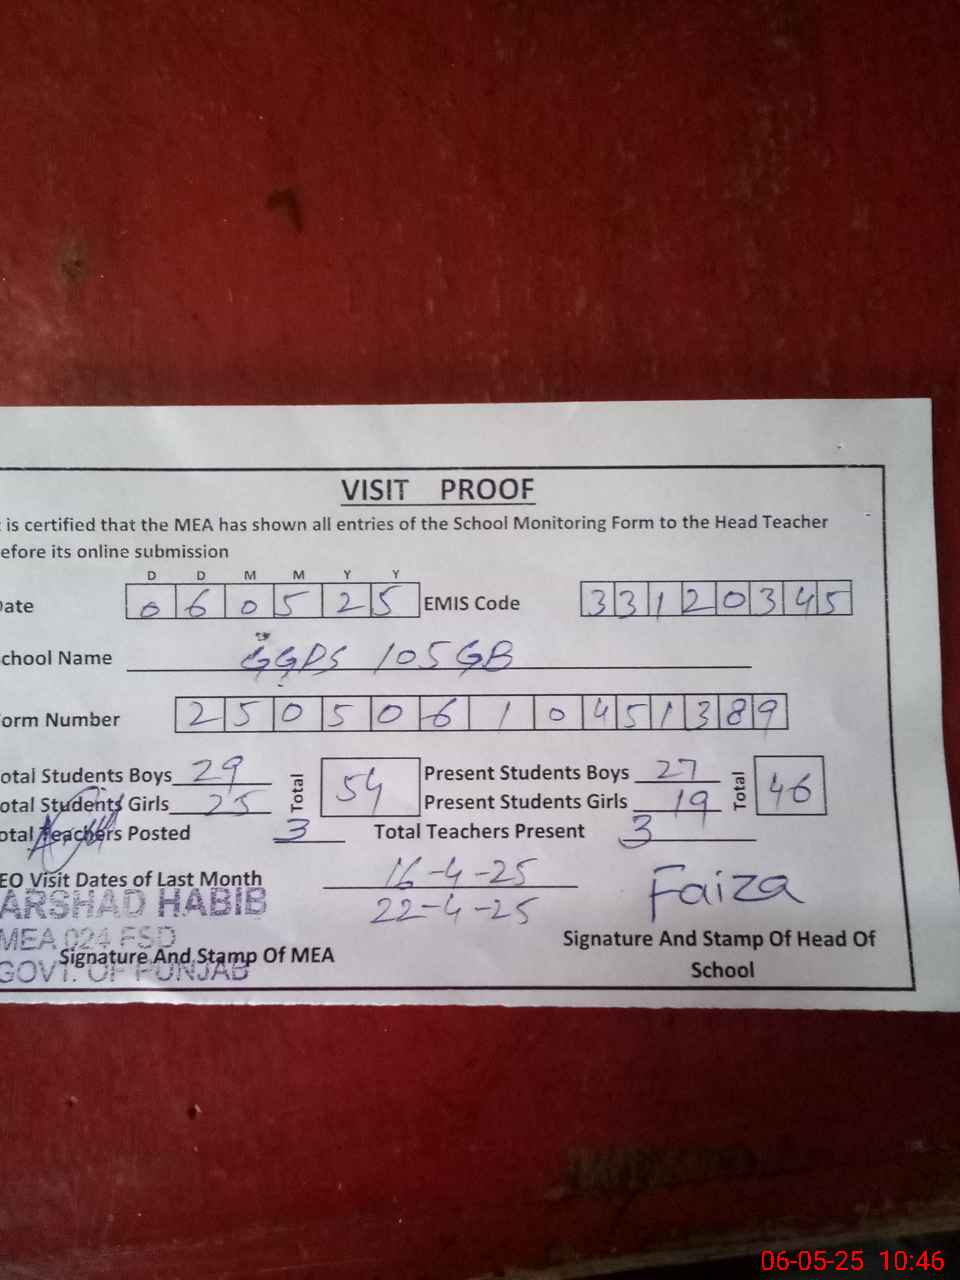 VISIT PROOF
is certified that the MEA has shown all entries of the School Monitoring Form to the Head Teacher
efore its online submission
D D M M Y Y
ate 0 6 0 5 2 5 EMIS Code 3 3 1 2 0 3 4 5
chool Name GGPS 105 GB
orm Number 2 5 0 5 0 6 1 0 4 5 1 3 8 9
otal Students Boys 29 Total 54 Present Students Boys 27 Total 46
otal Students Girls 25 Present Students Girls 19
otal Teachers Posted 3 Total Teachers Present 3
EO Visit Dates of Last Month 16-4-25
22-4-25
Faiza
ARSHAD HABIB
MEA 024 FSD
GOVT. OF PUNJAB
Signature And Stamp Of MEA
Signature And Stamp Of Head Of
School
06-05-25 10:46